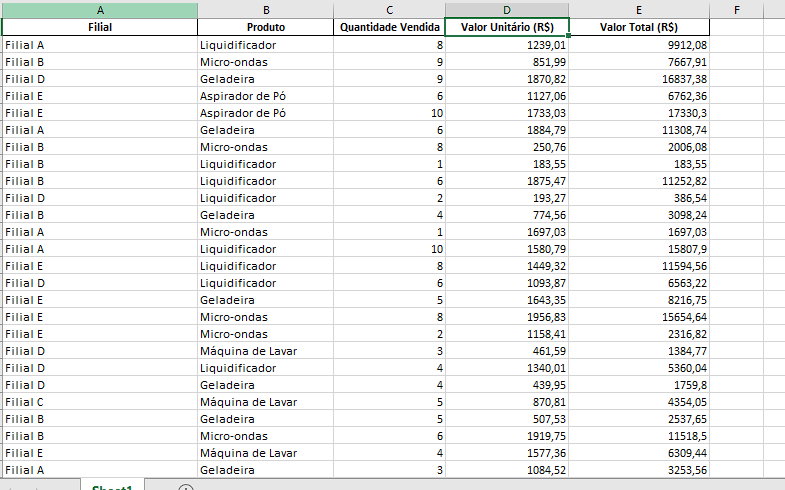 A B C D E F
Filial Produto Quantidade Vendida Valor Unitário (R$) Valor Total (R$)
Filial A Liquidificador 8 1239,01 9912,08
Filial B Micro-ondas 9 851,99 7667,91
Filial D Geladeira 9 1870,82 16837,38
Filial E Aspirador de Pó 6 1127,06 6762,36
Filial E Aspirador de Pó 10 1733,03 17330,3
Filial A Geladeira 6 1884,79 11308,74
Filial B Micro-ondas 8 250,76 2006,08
Filial B Liquidificador 1 183,55 183,55
Filial B Liquidificador 6 1875,47 11252,82
Filial D Liquidificador 2 193,27 386,54
Filial B Geladeira 4 774,56 3098,24
Filial A Micro-ondas 1 1697,03 1697,03
Filial A Liquidificador 10 1580,79 15807,9
Filial E Liquidificador 8 1449,32 11594,56
Filial D Liquidificador 6 1093,87 6563,22
Filial E Geladeira 5 1643,35 8216,75
Filial E Micro-ondas 8 1956,83 15654,64
Filial E Micro-ondas 2 1158,41 2316,82
Filial D Máquina de Lavar 3 461,59 1384,77
Filial D Liquidificador 4 1340,01 5360,04
Filial D Geladeira 4 439,95 1759,8
Filial C Máquina de Lavar 5 870,81 4354,05
Filial B Geladeira 5 507,53 2537,65
Filial B Micro-ondas 6 1919,75 11518,5
Filial E Máquina de Lavar 4 1577,36 6309,44
Filial A Geladeira 3 1084,52 3253,56
Sheet1